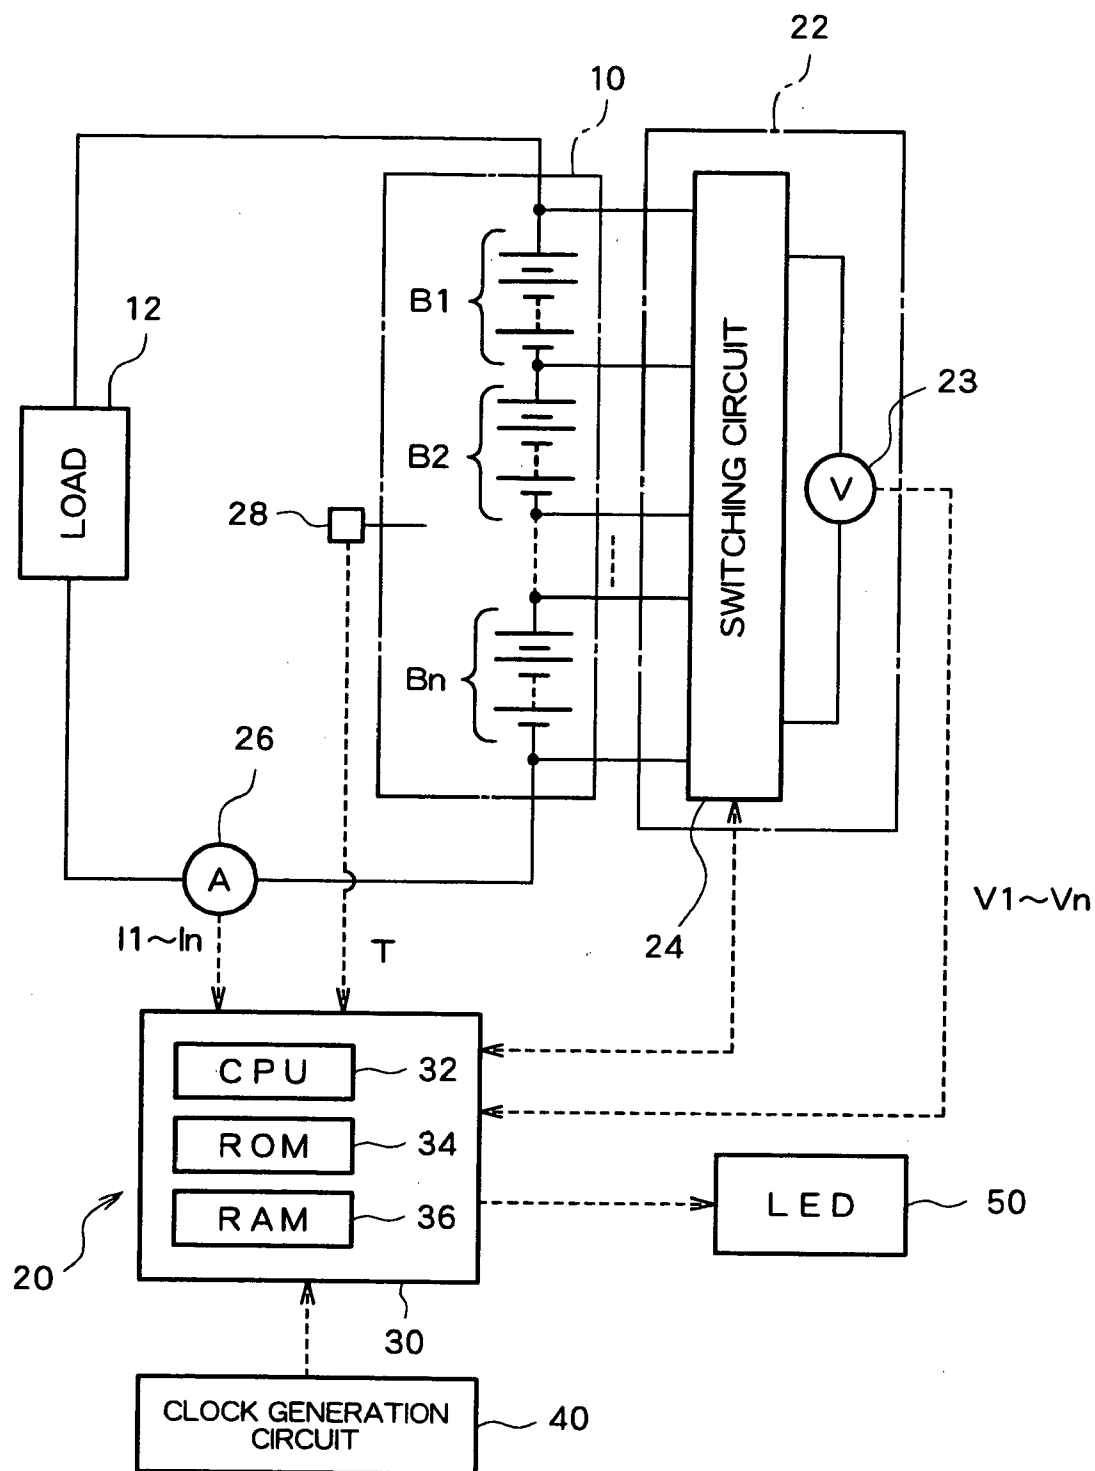 22
10
B1
12
SWITCHING CIRCUIT
23
LOAD
B2
V
28
Bn
26
A
V1~Vn
I1~In
T
24
CPU
32
ROM
34
RAM
36
LED
50
20
30
CLOCK GENERATION
CIRCUIT
40